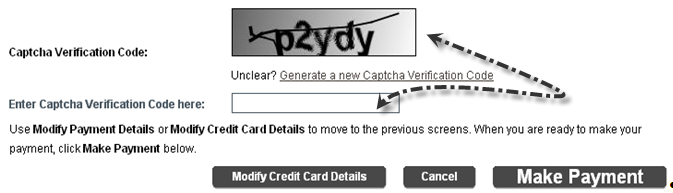 Captcha Verification Code:
p2ydy
Unclear? Generate a new Captcha Verification Code
Enter Captcha Verification Code here:
Use Modify Payment Details or Modify Credit Card Details to move to the previous screens. When you are ready to make your
payment, click Make Payment below.
Modify Credit Card Details Cancel Make Payment